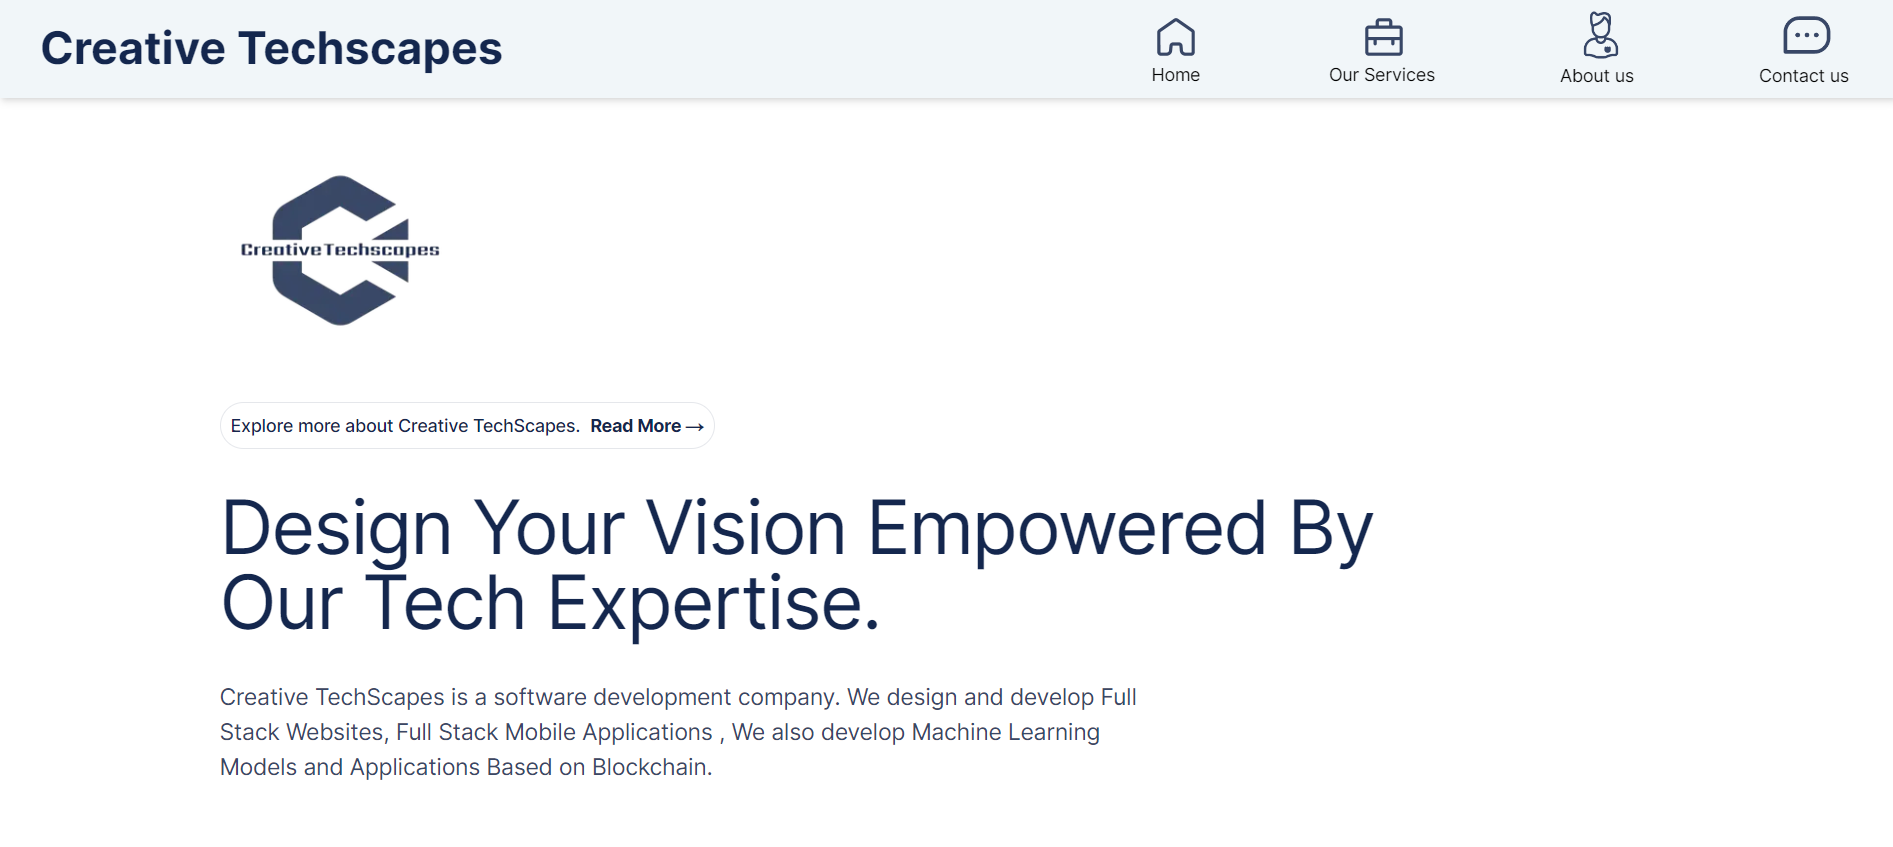 Creative Techscapes
Home
Our Services
About us
Contact us
Creative Techscapes
Explore more about Creative TechScapes. Read More →
Design Your Vision Empowered By
Our Tech Expertise.
Creative TechScapes is a software development company. We design and develop Full
Stack Websites, Full Stack Mobile Applications , We also develop Machine Learning
Models and Applications Based on Blockchain.